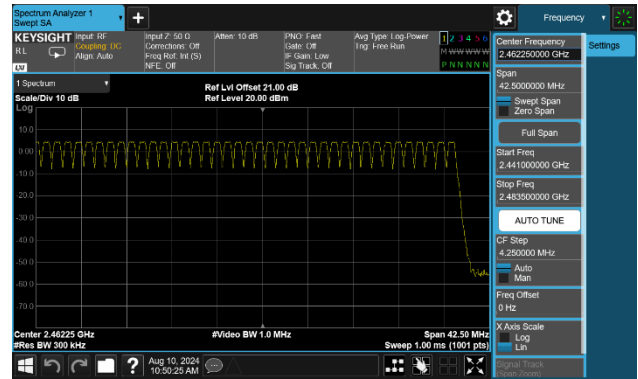 Spectrum Analyzer 1
Swept SA
+
Frequency
KEYSIGHT
Input: RF
Coupling: DC
Align: Auto
RL
LXI
Input Z: 50 Ω
Corrections: Off
Freq Ref: Int (S)
NFE: Off
Atten: 10 dB
PNO: Fast
Gate: Off
IF Gain: Low
Sig Track: Off
Avg Type: Log-Power
Trig: Free Run
1 2 3 4 5 6
M W W W W W
P N N N N N
Center Frequency
2.462250000 GHz
Settings
1 Spectrum
Scale/Div 10 dB
Ref Lvl Offset 21.00 dB
Ref Level 20.00 dBm
Span
42.5000000 MHz
Swept Span
Zero Span
Full Span
Start Freq
2.441000000 GHz
Stop Freq
2.483500000 GHz
AUTO TUNE
CF Step
4.250000 MHz
Auto
Man
Freq Offset
0 Hz
X Axis Scale
Log
Lin
Signal Track
(Span Zoom)
Log
10.0
0.00
-10.0
-20.0
-30.0
-40.0
-50.0
-60.0
-70.0
Center 2.46225 GHz
#Res BW 300 kHz
#Video BW 1.0 MHz
Span 42.50 MHz
Sweep 1.00 ms (1001 pts)
?
Aug 10, 2024
10:50:25 AM